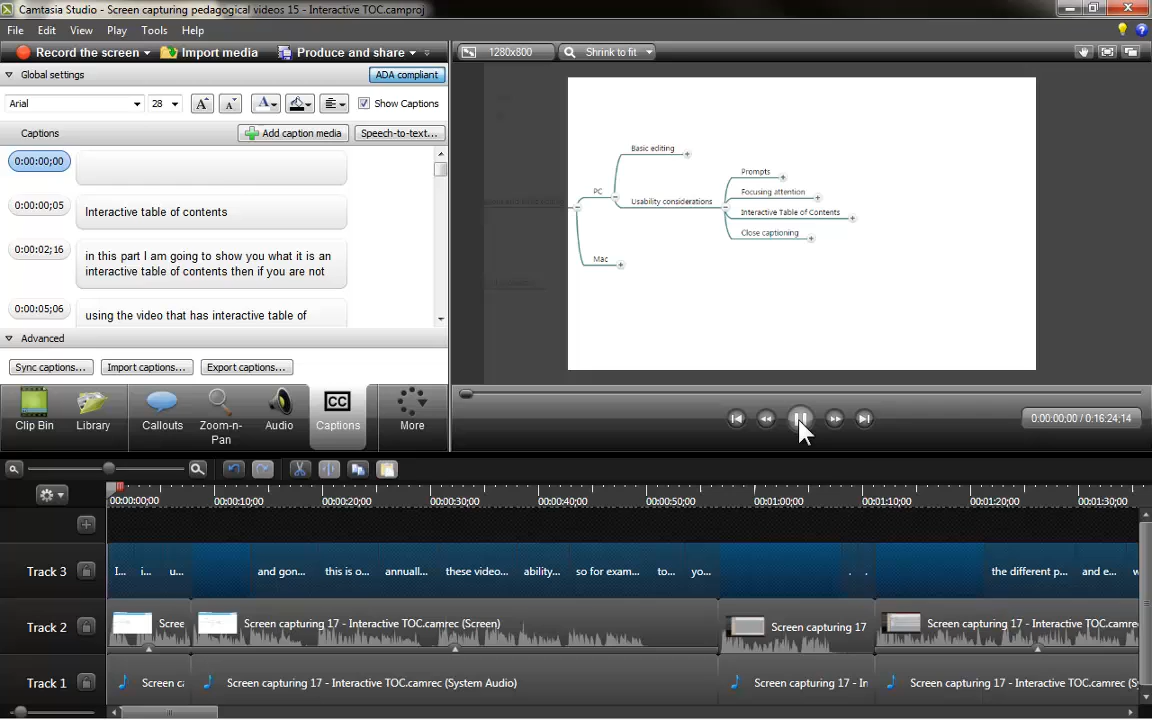 Camtasia Studio - Screen capturing pedagogical videos 15 - Interactive TOC.camproj
File Edit View Play Tools Help
Record the screen Import media Produce and share
1280x800 Shrink to fit
Global settings ADA compliant
Arial 28 A A A Show Captions
Captions Add caption media Speech-to-text...
0:00:00;00
0:00:00;05 Interactive table of contents
0:00:02;16 in this part I am going to show you what it is an
interactive table of contents then if you are not
0:00:05;06 using the video that has interactive table of
Advanced
Sync captions... Import captions... Export captions...
Basic editing
PC
Usability considerations
Prompts
Focusing attention
Interactive Table of Contents
Close captioning
Mac
Clip Bin Library Callouts Zoom-n-
Pan Audio CC
Captions More
0:00:00;00 / 0:16:24;14
00:00:00;00 00:00:10;00 00:00:20;00 00:00:30;00 00:00:40;00 00:00:50;00 00:01:00;00 00:01:10;00 00:01:20;00 00:01:30;00
Track 3 I... i... u... and gon... this is o... annuall... these video... ability... so for exam... to... yo... . . the different p... and e...
Track 2 Scree Screen capturing 17 - Interactive TOC.camrec (Screen) Screen capturing 17 Screen capturing 17 - Interactive TOC.camrec (Screen)
Track 1 Screen ca Screen capturing 17 - Interactive TOC.camrec (System Audio) Screen capturing 17 - In Screen capturing 17 - Interactive TOC.camrec (S